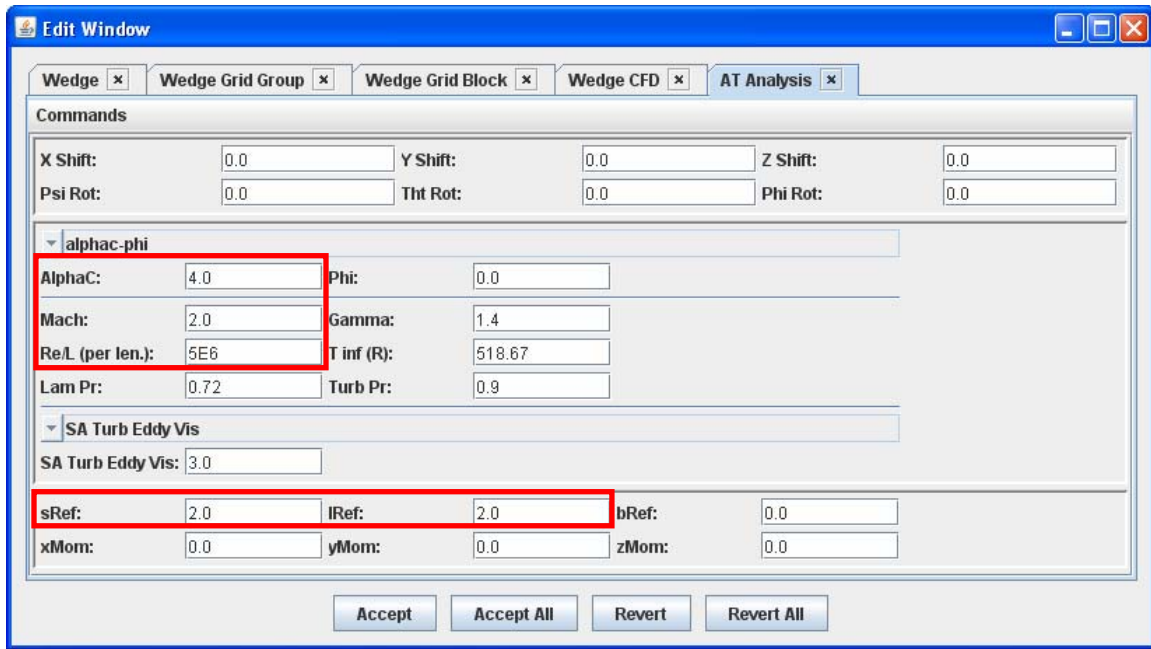 Edit Window
Wedge Wedge Grid Group Wedge Grid Block Wedge CFD AT Analysis
Commands
X Shift: 0.0 Y Shift: 0.0 Z Shift: 0.0
Psi Rot: 0.0 Tht Rot: 0.0 Phi Rot: 0.0
alphac-phi
AlphaC: 4.0 Phi: 0.0
Mach: 2.0 Gamma: 1.4
Re/L (per len.): 5E6 T inf (R): 518.67
Lam Pr: 0.72 Turb Pr: 0.9
SA Turb Eddy Vis
SA Turb Eddy Vis: 3.0
sRef: 2.0 lRef: 2.0 bRef: 0.0
xMom: 0.0 yMom: 0.0 zMom: 0.0
Accept Accept All Revert Revert All